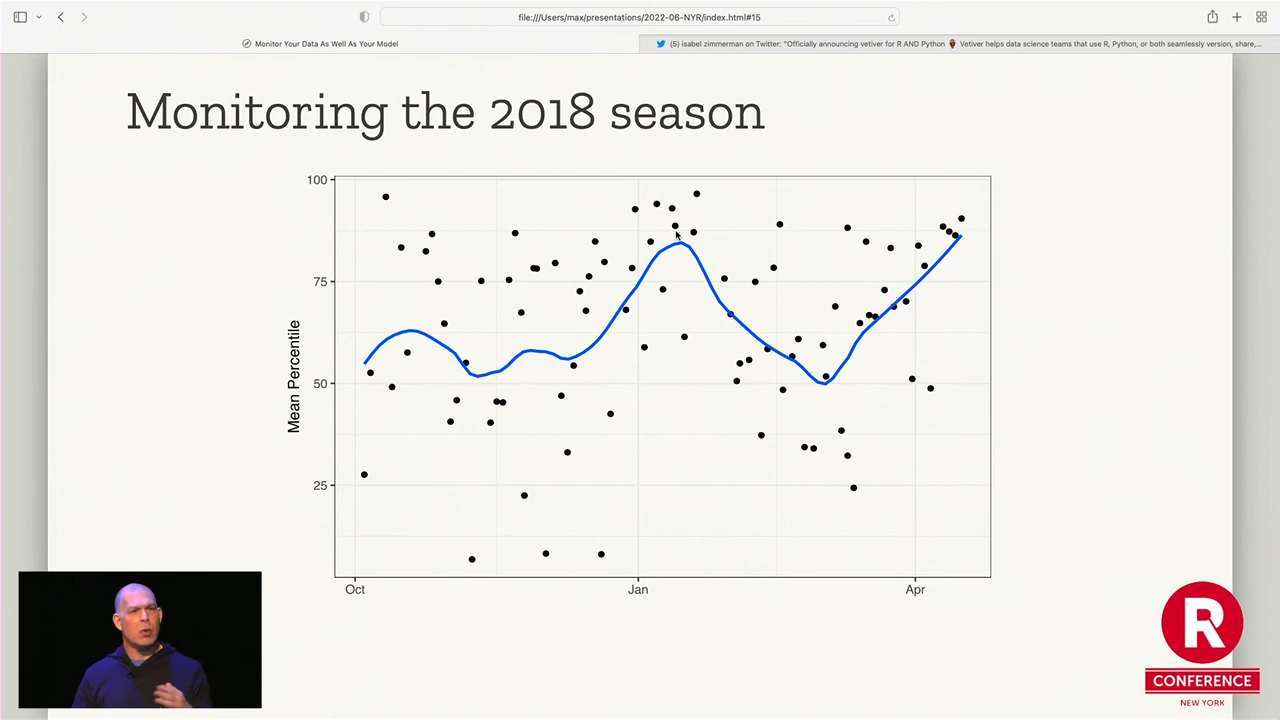 file:///Users/max/presentations/2022-06-NYR/index.html#15
Monitor Your Data As Well As Your Model
(5) isabel zimmerman on Twitter: "Officially announcing vetiver for R AND Python 🏺 Vetiver helps data science teams that use R, Python, or both seamlessly version, share,...
Monitoring the 2018 season
100
75
50
25
Mean Percentile
Oct
Jan
Apr
R
CONFERENCE
NEW YORK